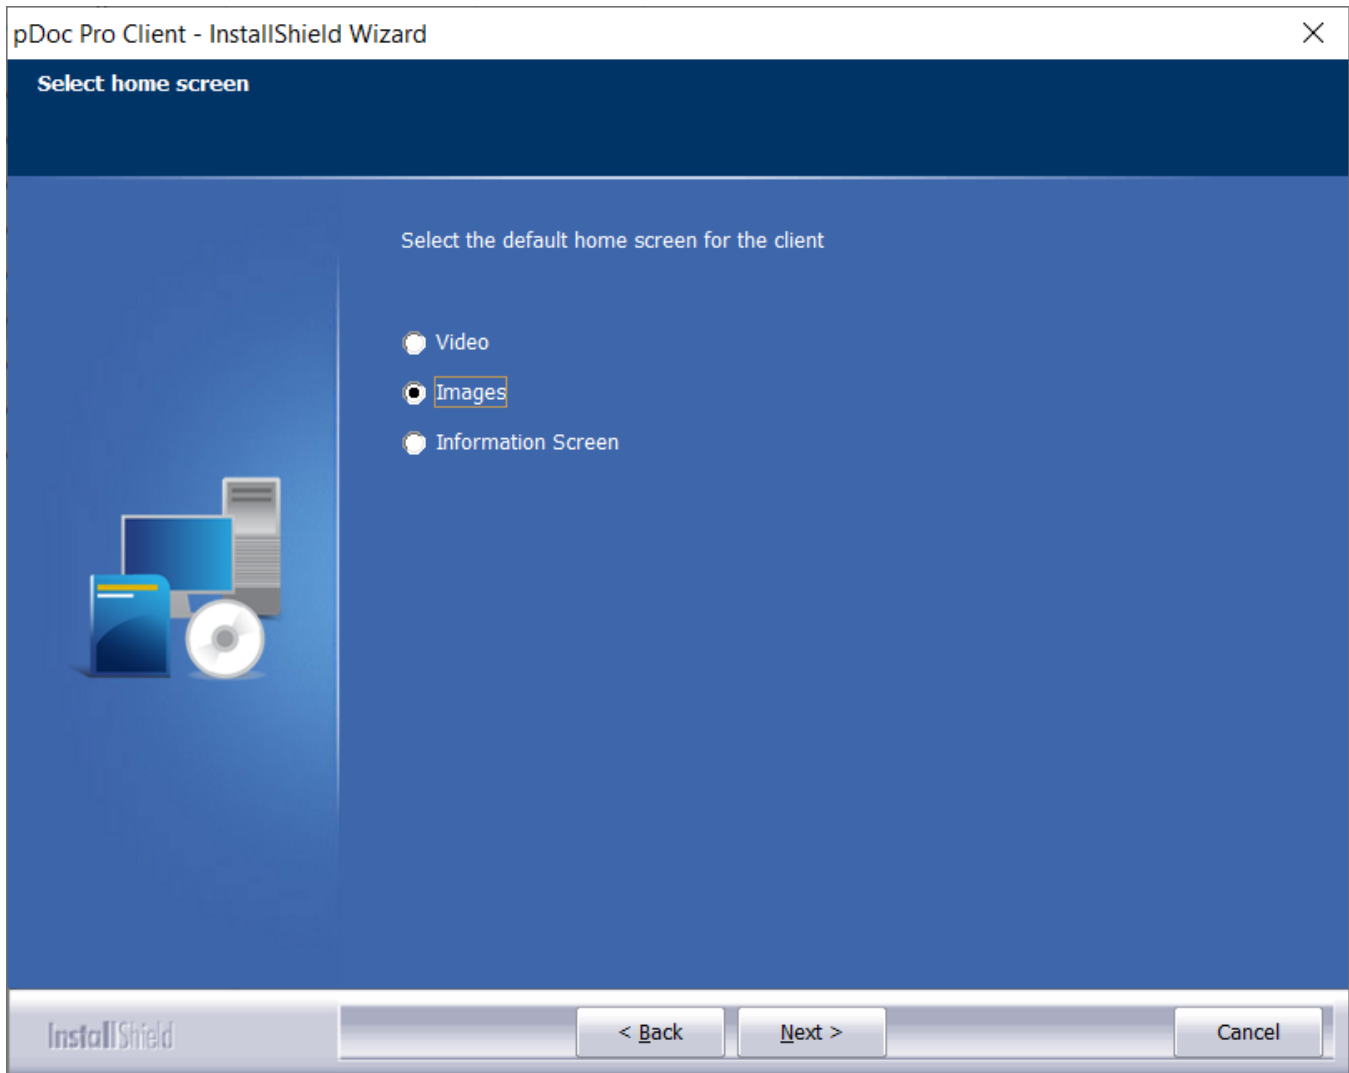 pDoc Pro Client - InstallShield Wizard
Select home screen
Select the default home screen for the client
Video
Images
Information Screen
InstallShield
< Back
Next >
Cancel